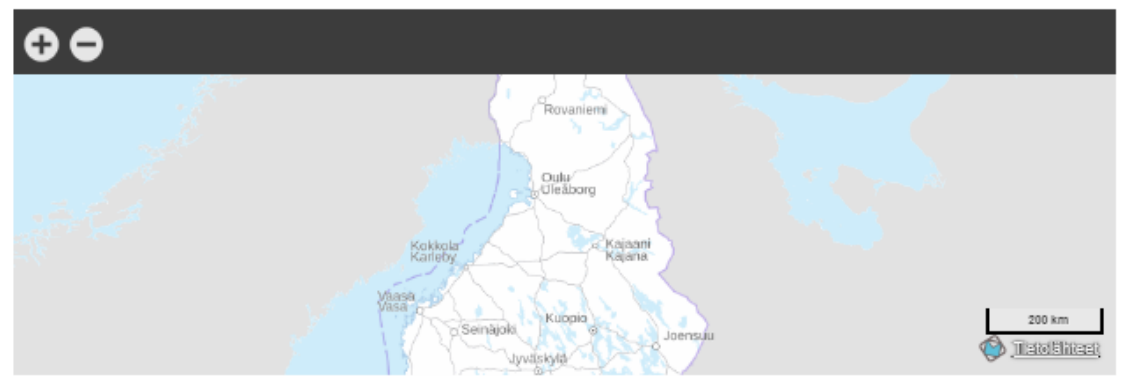 Rovaniemi
Oulu
Uleåborg
Kokkola
Karleby
Kajaani
Kajana
Vaasa
Vasa
Kuopio
Seinäjoki
Joensuu
Jyväskylä
200 km
Tietolähteet